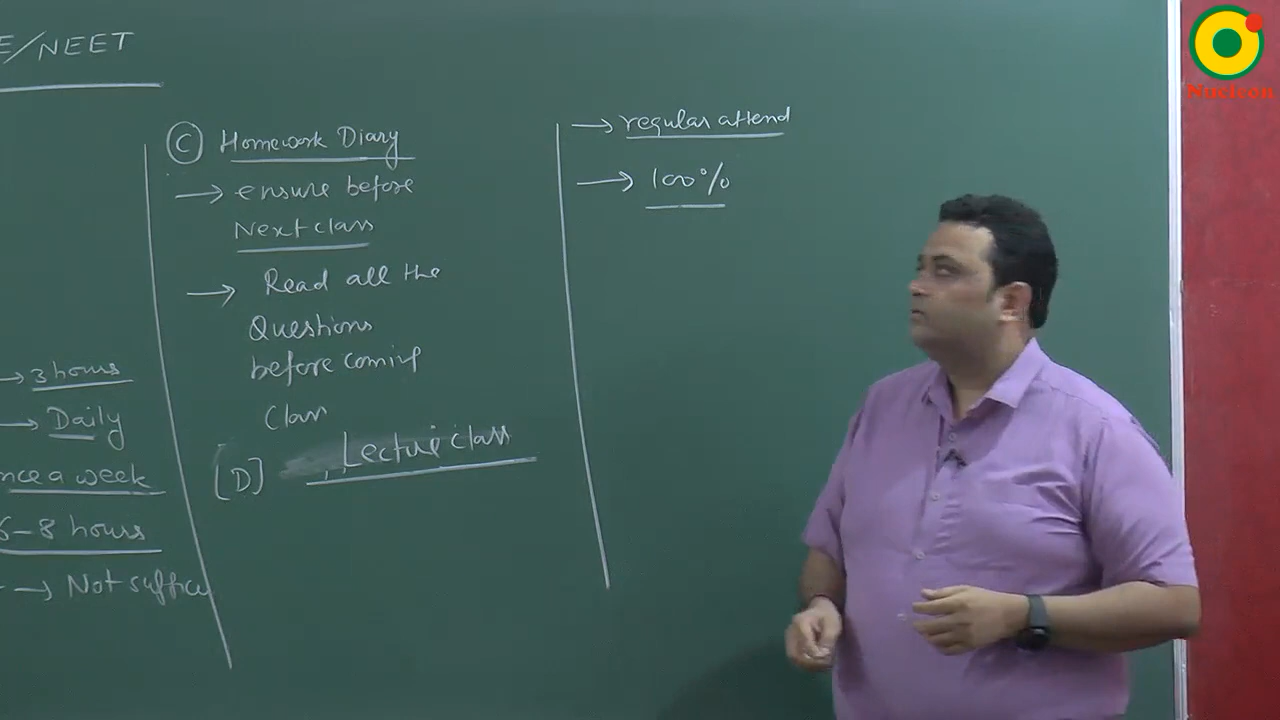 E/NEET
→ 3 hours
→ Daily
nce a week
6-8 hours
→ Not suffice
(C) Homework Diary
→ ensure before
Next class
→ Read all the
Questions
before coming
Class
[D] Lecture class
→ regular attend
→ 100%
Nucleon